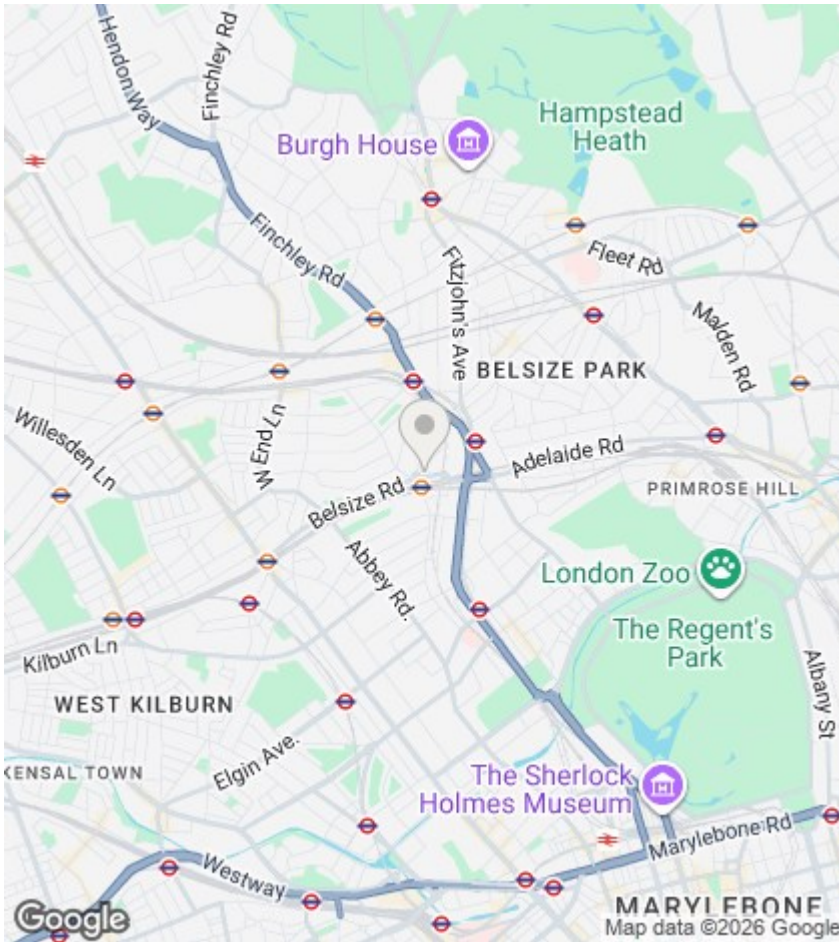 Hendon Way
Finchley Rd
Burgh House
Hampstead
Heath
Finchley Rd
Fitzjohn's Ave
Fleet Rd
Malden Rd
BELSIZE PARK
Willesden Ln
W End Ln
Adelaide Rd
Belsize Rd
PRIMROSE HILL
Abbey Rd.
London Zoo
The Regent's
Park
Kilburn Ln
WEST KILBURN
Albany St
KENSAL TOWN
Elgin Ave.
The Sherlock
Holmes Museum
Marylebone Rd
Westway
MARYLEBONE
Google
Map data ©2026 Google